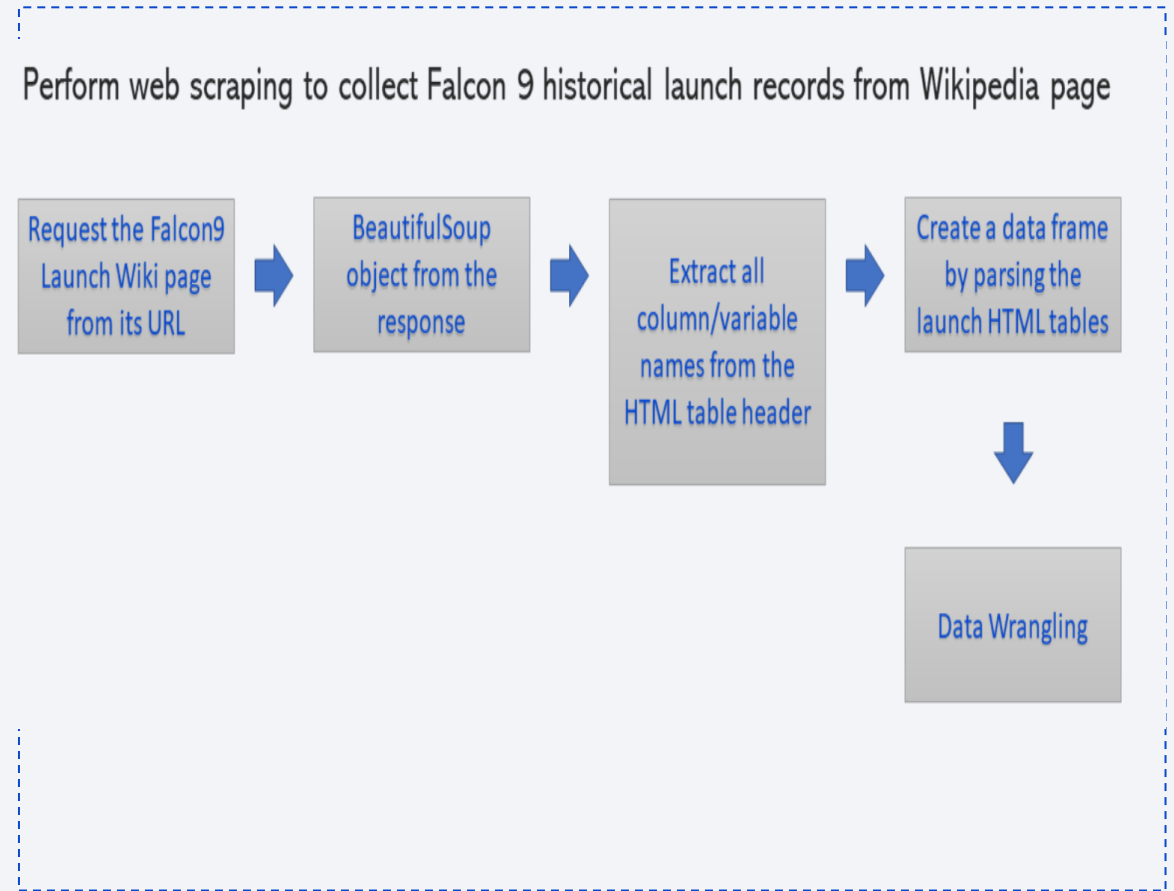 Perform web scraping to collect Falcon 9 historical launch records from Wikipedia page
Request the Falcon9
Launch Wiki page
from its URL
BeautifulSoup
object from the
response
Extract all
column/variable
names from the
HTML table header
Create a data frame
by parsing the
launch HTML tables
Data Wrangling